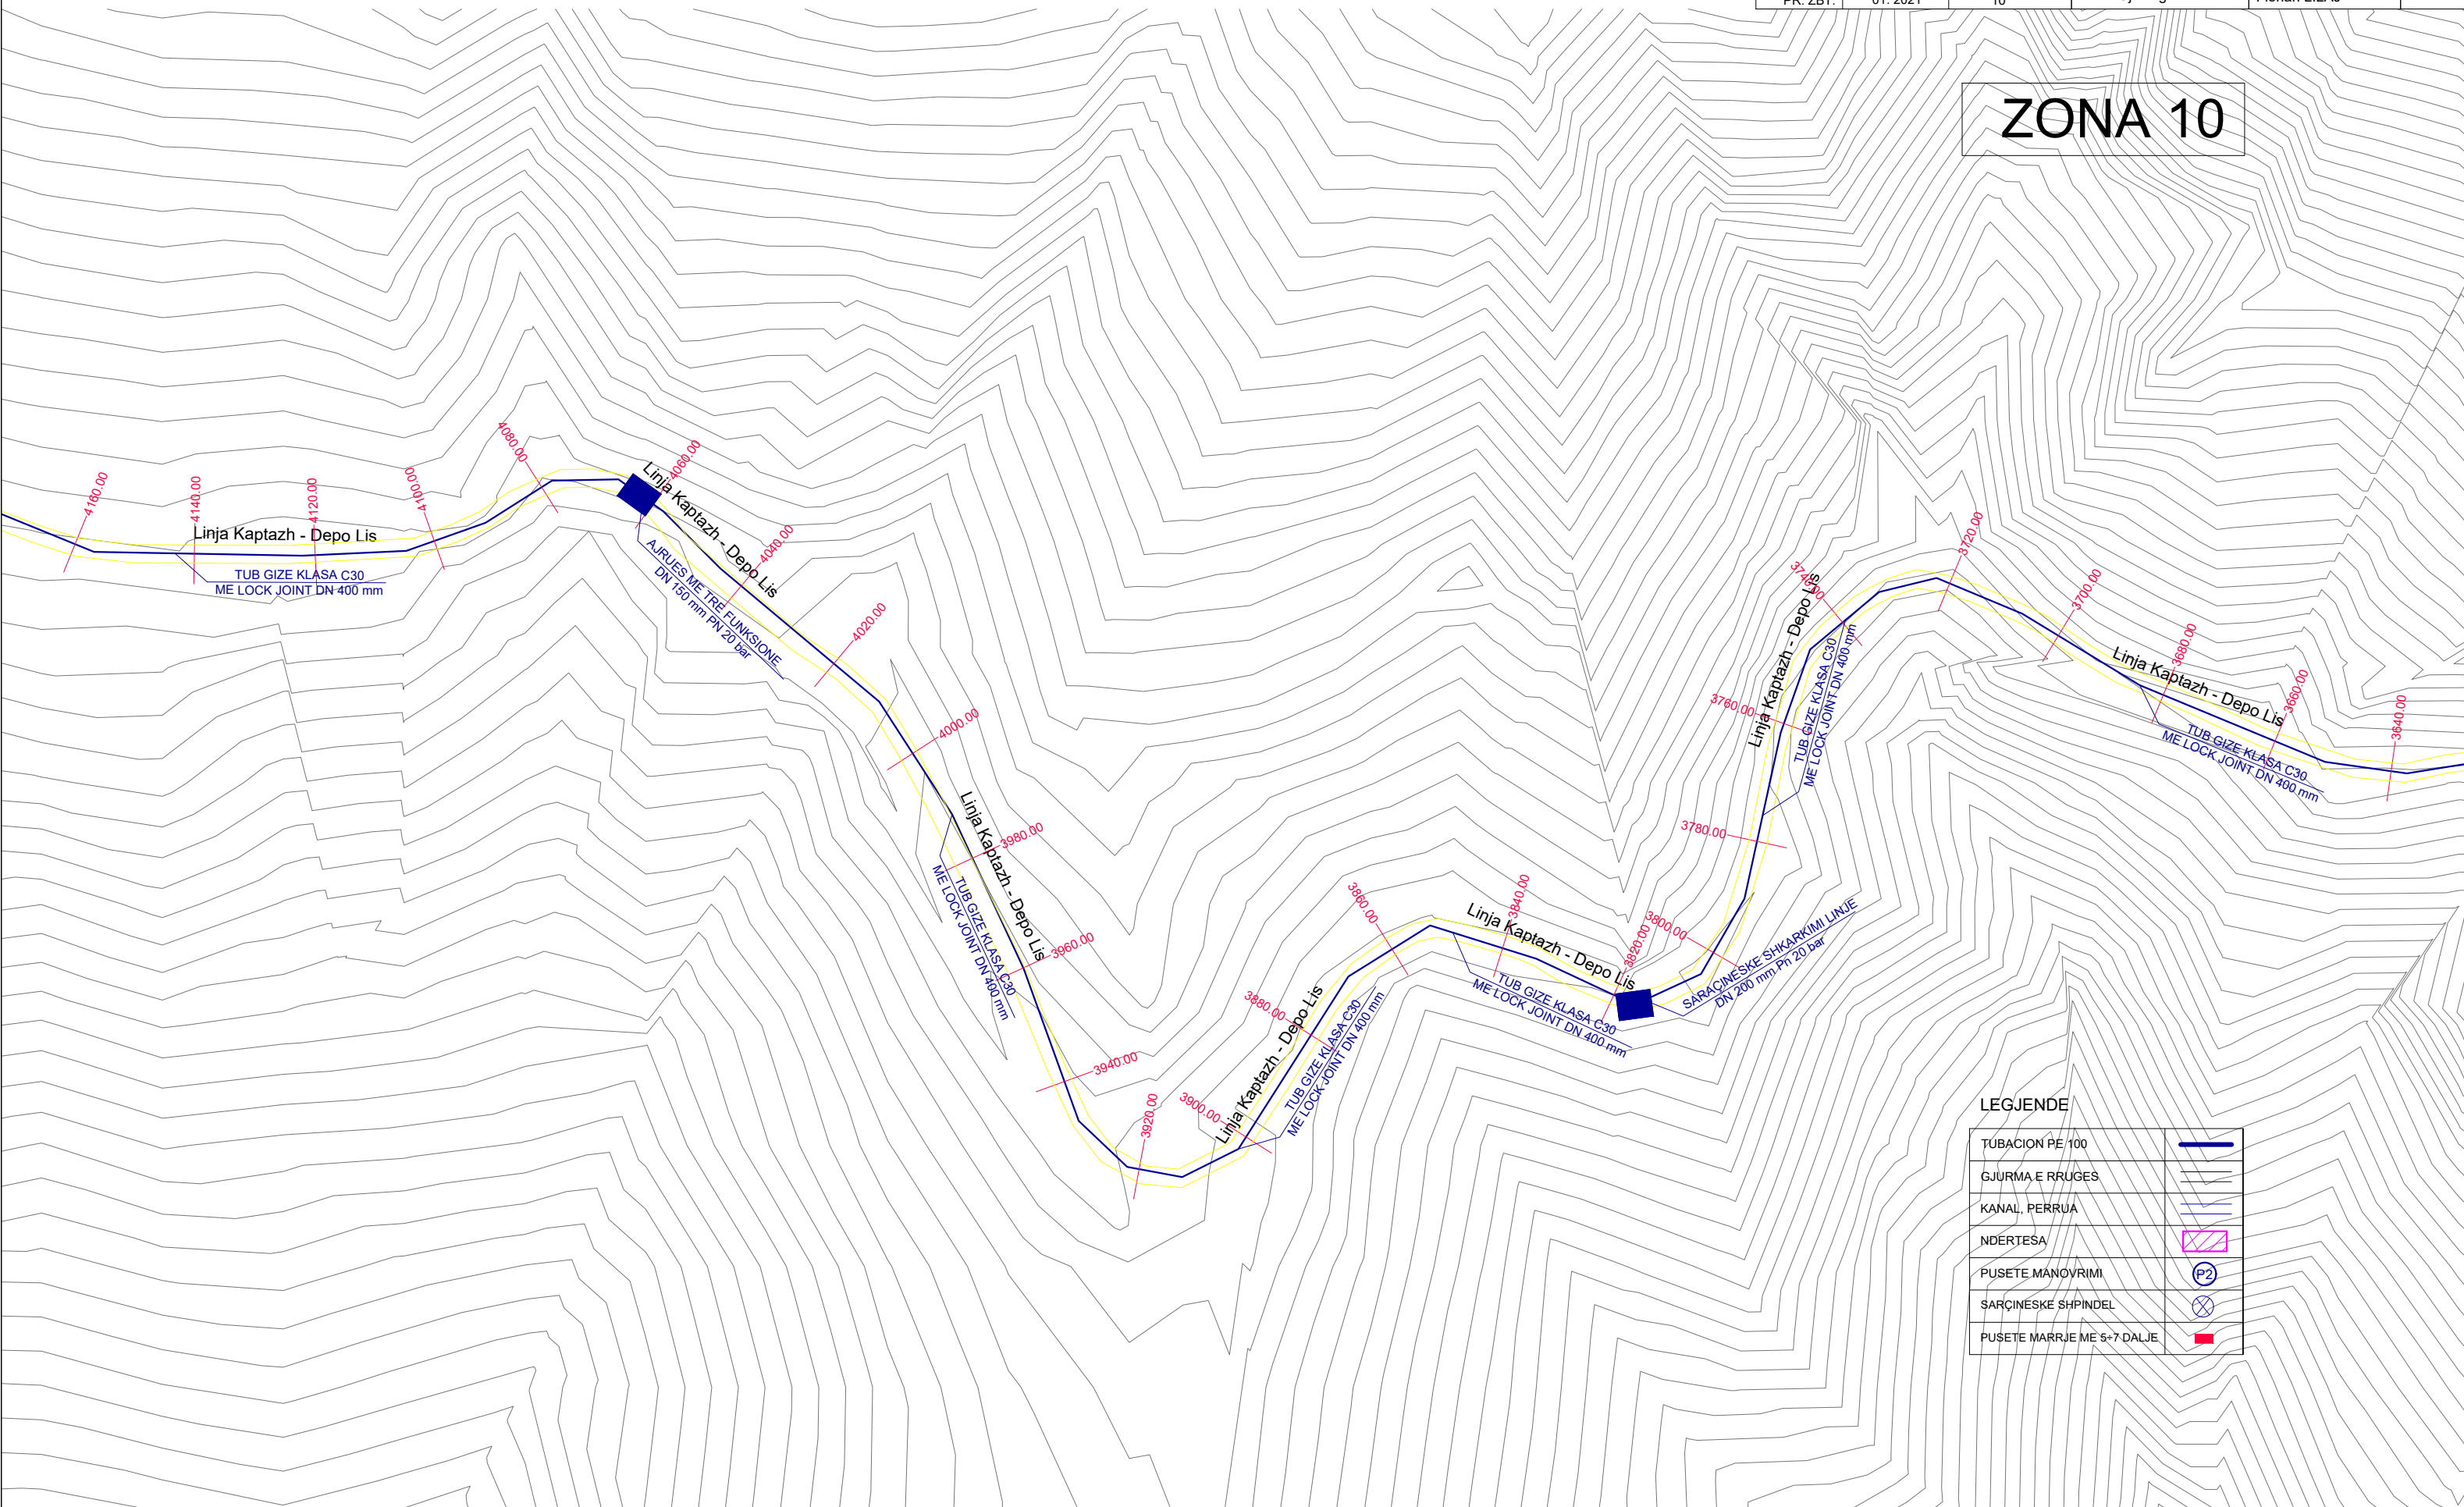 PR. ZBT.
01. 2021
10
ZONA 10
4160.00
4140.00
4120.00
4100.00
4080.00
4060.00
4040.00
4020.00
4000.00
3980.00
3960.00
3940.00
3920.00
3900.00
3880.00
3860.00
3840.00
3820.00
3800.00
3780.00
3760.00
3740.00
3720.00
3700.00
3680.00
3660.00
3640.00
Linja Kaptazh - Depo Lis
TUB GIZE KLASA C30
ME LOCK JOINT DN 400 mm
Linja Kaptazh - Depo Lis
AJRUES ME TRE FUNKSIONE
DN 150 mm PN 20 bar
Linja Kaptazh - Depo Lis
TUB GIZE KLASA C30
ME LOCK JOINT DN 400 mm
Linja Kaptazh - Depo Lis
TUB GIZE KLASA C30
ME LOCK JOINT DN 400 mm
Linja Kaptazh - Depo Lis
TUB GIZE KLASA C30
ME LOCK JOINT DN 400 mm
SARAÇINESKE SHKARKIMI LINJE
DN 200 mm Pn 20 bar
Linja Kaptazh - Depo Lis
TUB GIZE KLASA C30
ME LOCK JOINT DN 400 mm
Linja Kaptazh - Depo Lis
TUB GIZE KLASA C30
ME LOCK JOINT DN 400 mm
LEGJENDE
TUBACION PE 100
GJURMA E RRUGES
KANAL, PERRUA
NDERTESA
PUSETE MANOVRIMI
P2
SARÇINESKE SHPINDEL
PUSETE MARRJE ME 5÷7 DALJE